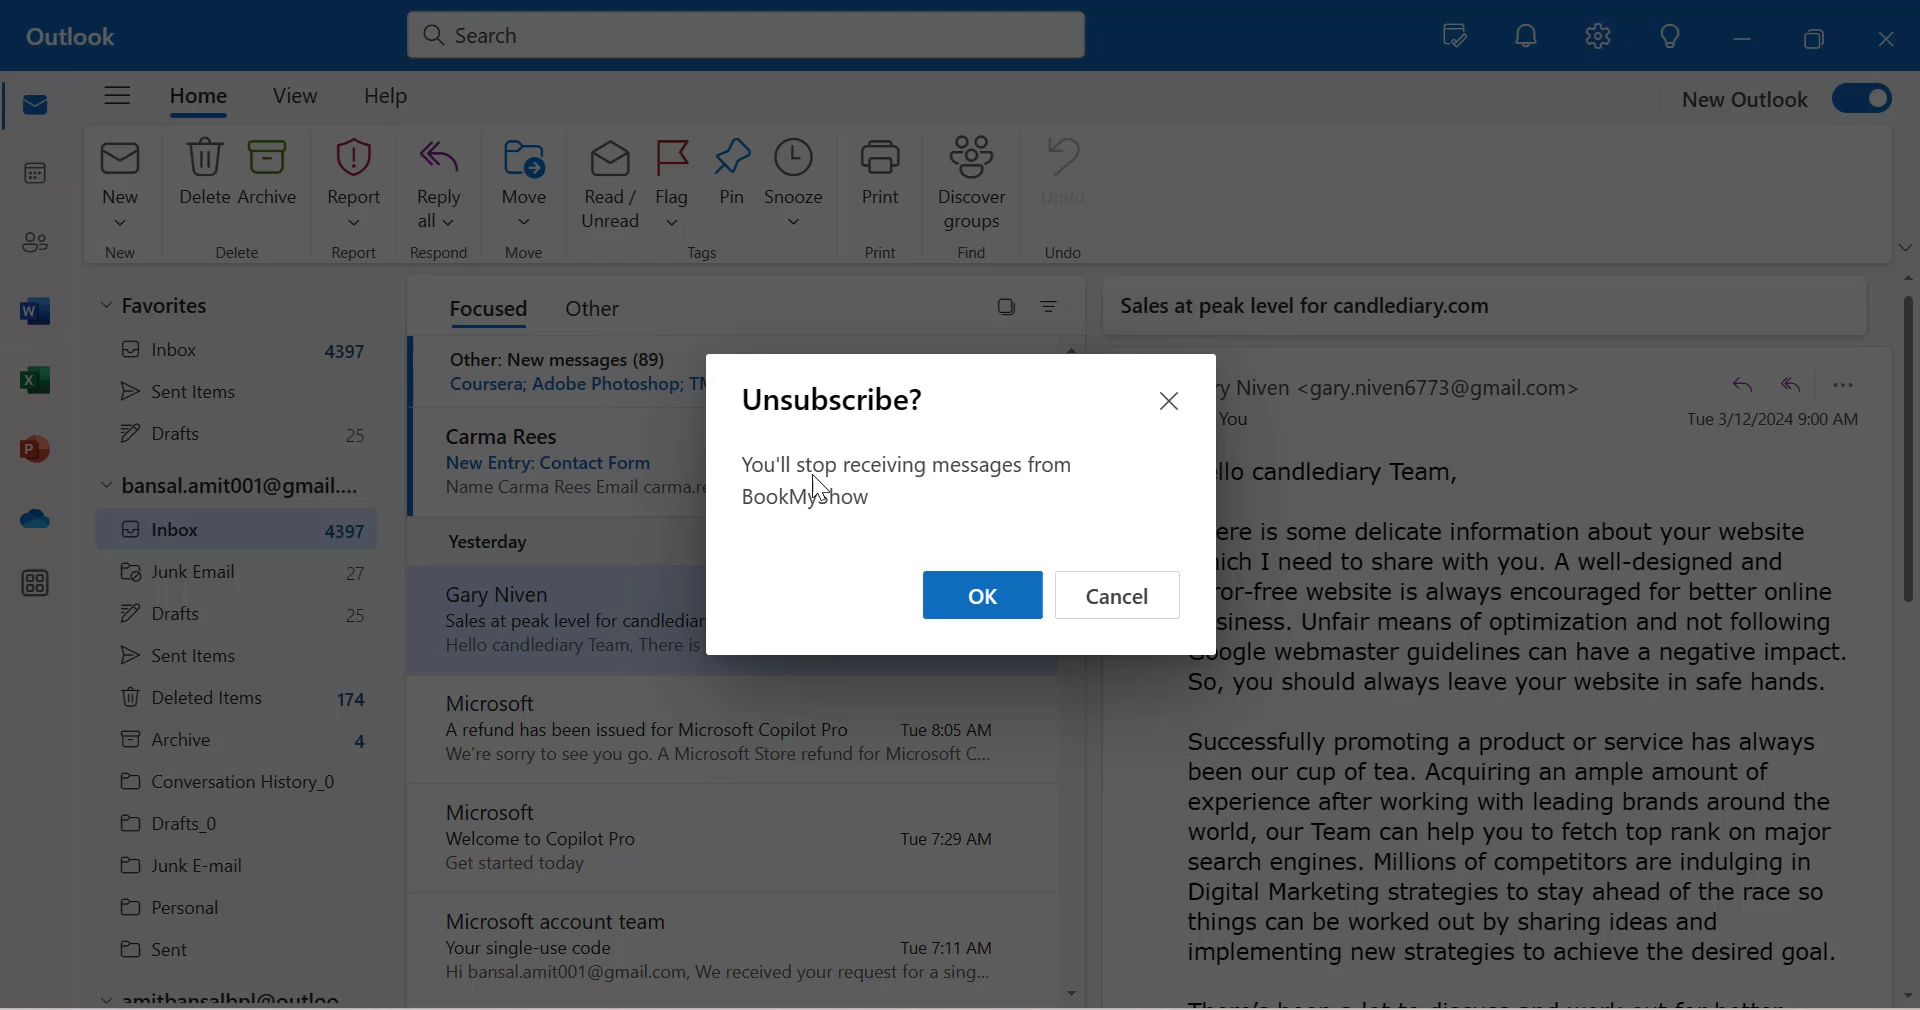 Outlook
Search
Home View Help
New Outlook
New
Delete Archive
Report
Reply all
Move
Read / Unread
Flag
Pin
Snooze
Print
Discover groups
Undo
New Delete Report Respond Move Tags Print Find Undo
Favorites
Inbox 4397
Sent Items
Drafts 25
bansal.amit001@gmail....
Inbox 4397
Junk Email 27
Drafts 25
Sent Items
Deleted Items 174
Archive 4
Conversation History_0
Drafts_0
Junk E-mail
Personal
Sent
amitbansalbpl@outloo
Focused Other
Other: New messages (89)
Coursera; Adobe Photoshop;
Carma Rees
New Entry: Contact Form
Name Carma Rees Email carma.re
Yesterday
Gary Niven
Sales at peak level for candlediar
Hello candlediary Team, There is
Microsoft
A refund has been issued for Microsoft Copilot Pro Tue 8:05 AM
We're sorry to see you go. A Microsoft Store refund for Microsoft C...
Microsoft
Welcome to Copilot Pro Tue 7:29 AM
Get started today
Microsoft account team
Your single-use code Tue 7:11 AM
Hi bansal.amit001@gmail.com, We received your request for a sing...
Unsubscribe?
You'll stop receiving messages from
BookMyShow
OK Cancel
Sales at peak level for candlediary.com
ry Niven <gary.niven6773@gmail.com>
You
Tue 3/12/2024 9:00 AM
llo candlediary Team,
ere is some delicate information about your website
ich I need to share with you. A well-designed and
or-free website is always encouraged for better online
siness. Unfair means of optimization and not following
Google webmaster guidelines can have a negative impact.
So, you should always leave your website in safe hands.
Successfully promoting a product or service has always
been our cup of tea. Acquiring an ample amount of
experience after working with leading brands around the
world, our Team can help you to fetch top rank on major
search engines. Millions of competitors are indulging in
Digital Marketing strategies to stay ahead of the race so
things can be worked out by sharing ideas and
implementing new strategies to achieve the desired goal.